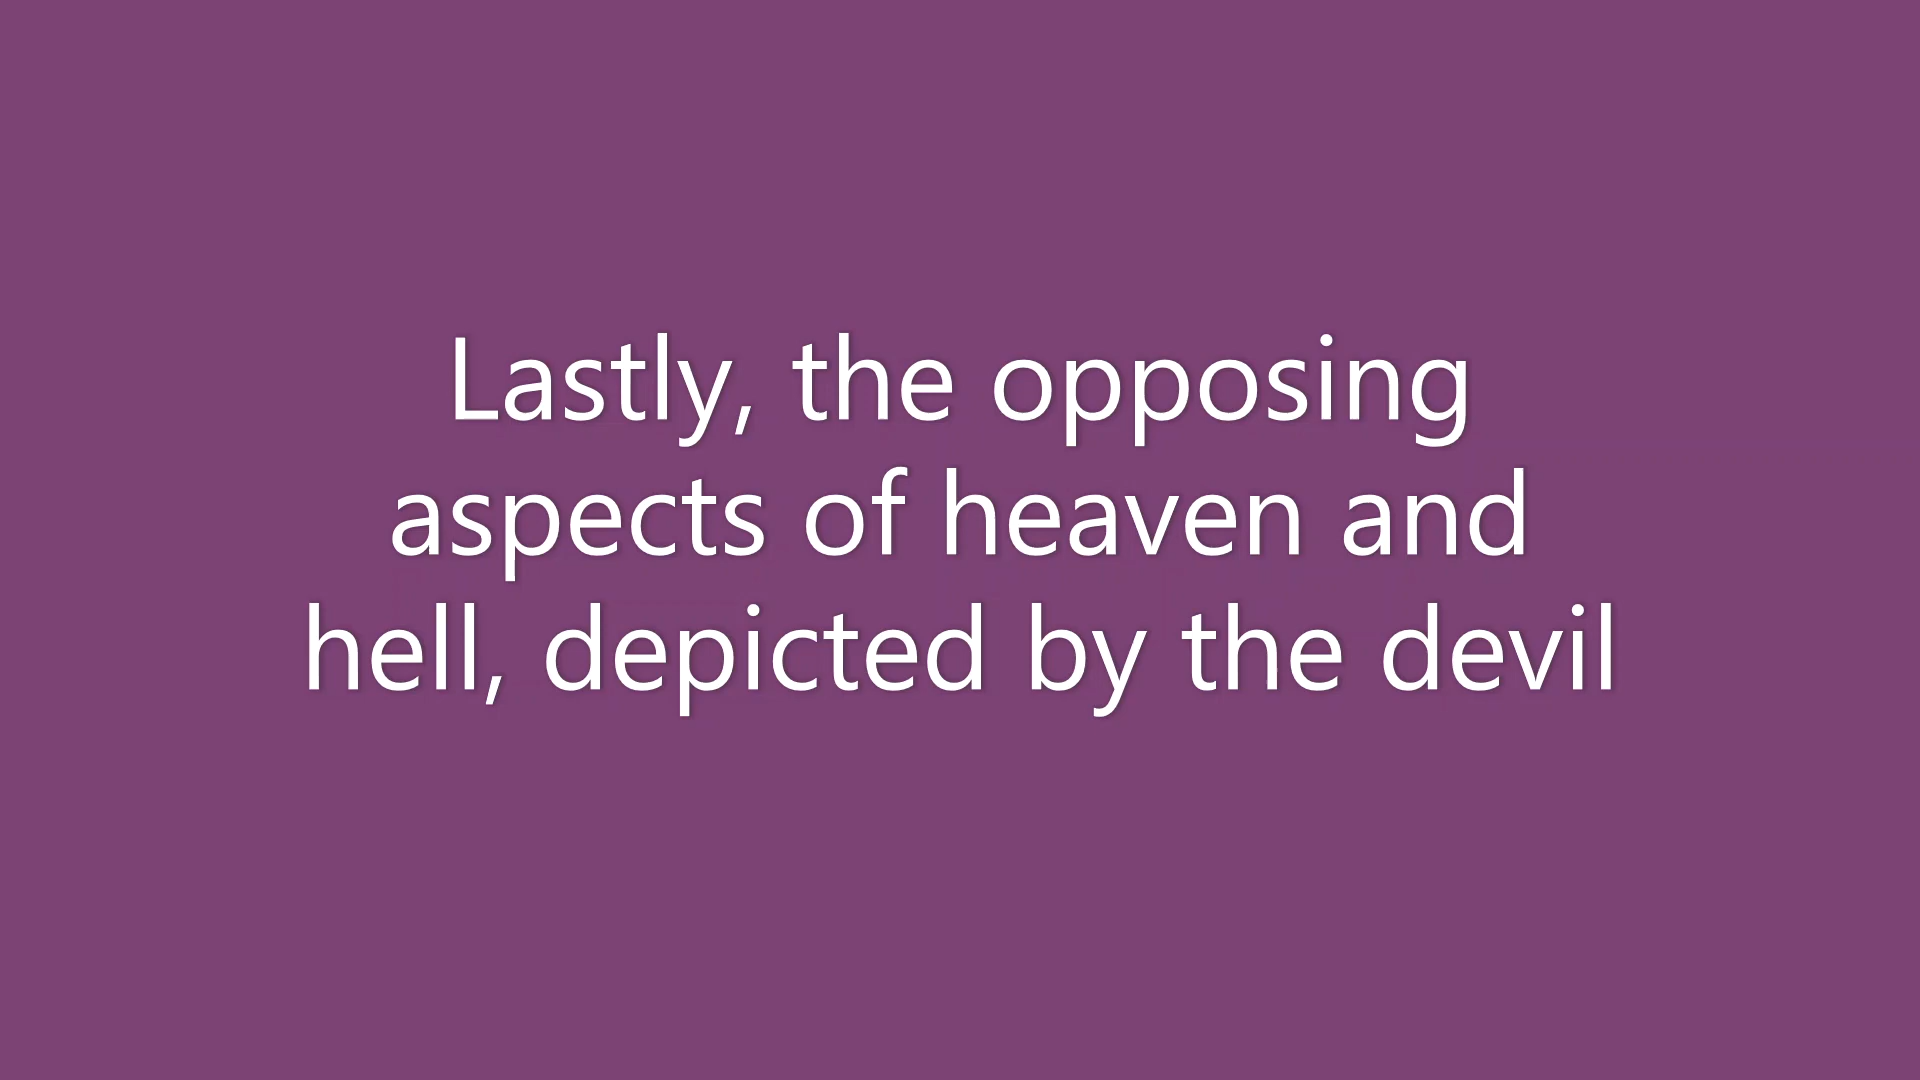 Lastly, the opposing
aspects of heaven and
hell, depicted by the devil